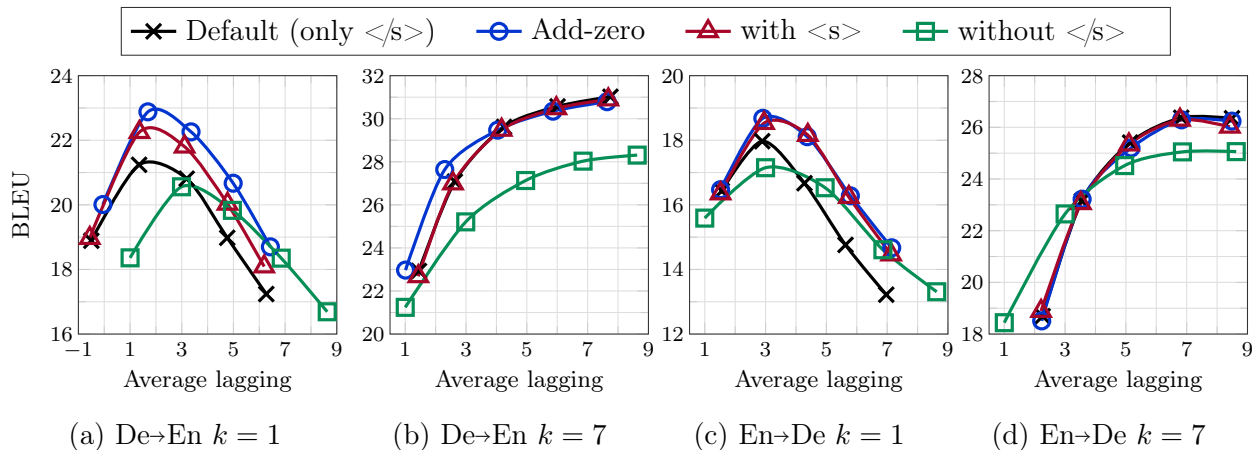 Default (only </s>) Add-zero with <s> without </s>
BLEU
24
22
20
18
16
−1 1 3 5 7 9
Average lagging
(a) De→En k = 1
32
30
28
26
24
22
20
1 3 5 7 9
Average lagging
(b) De→En k = 7
20
18
16
14
12
1 3 5 7 9
Average lagging
(c) En→De k = 1
28
26
24
22
20
18
1 3 5 7 9
Average lagging
(d) En→De k = 7